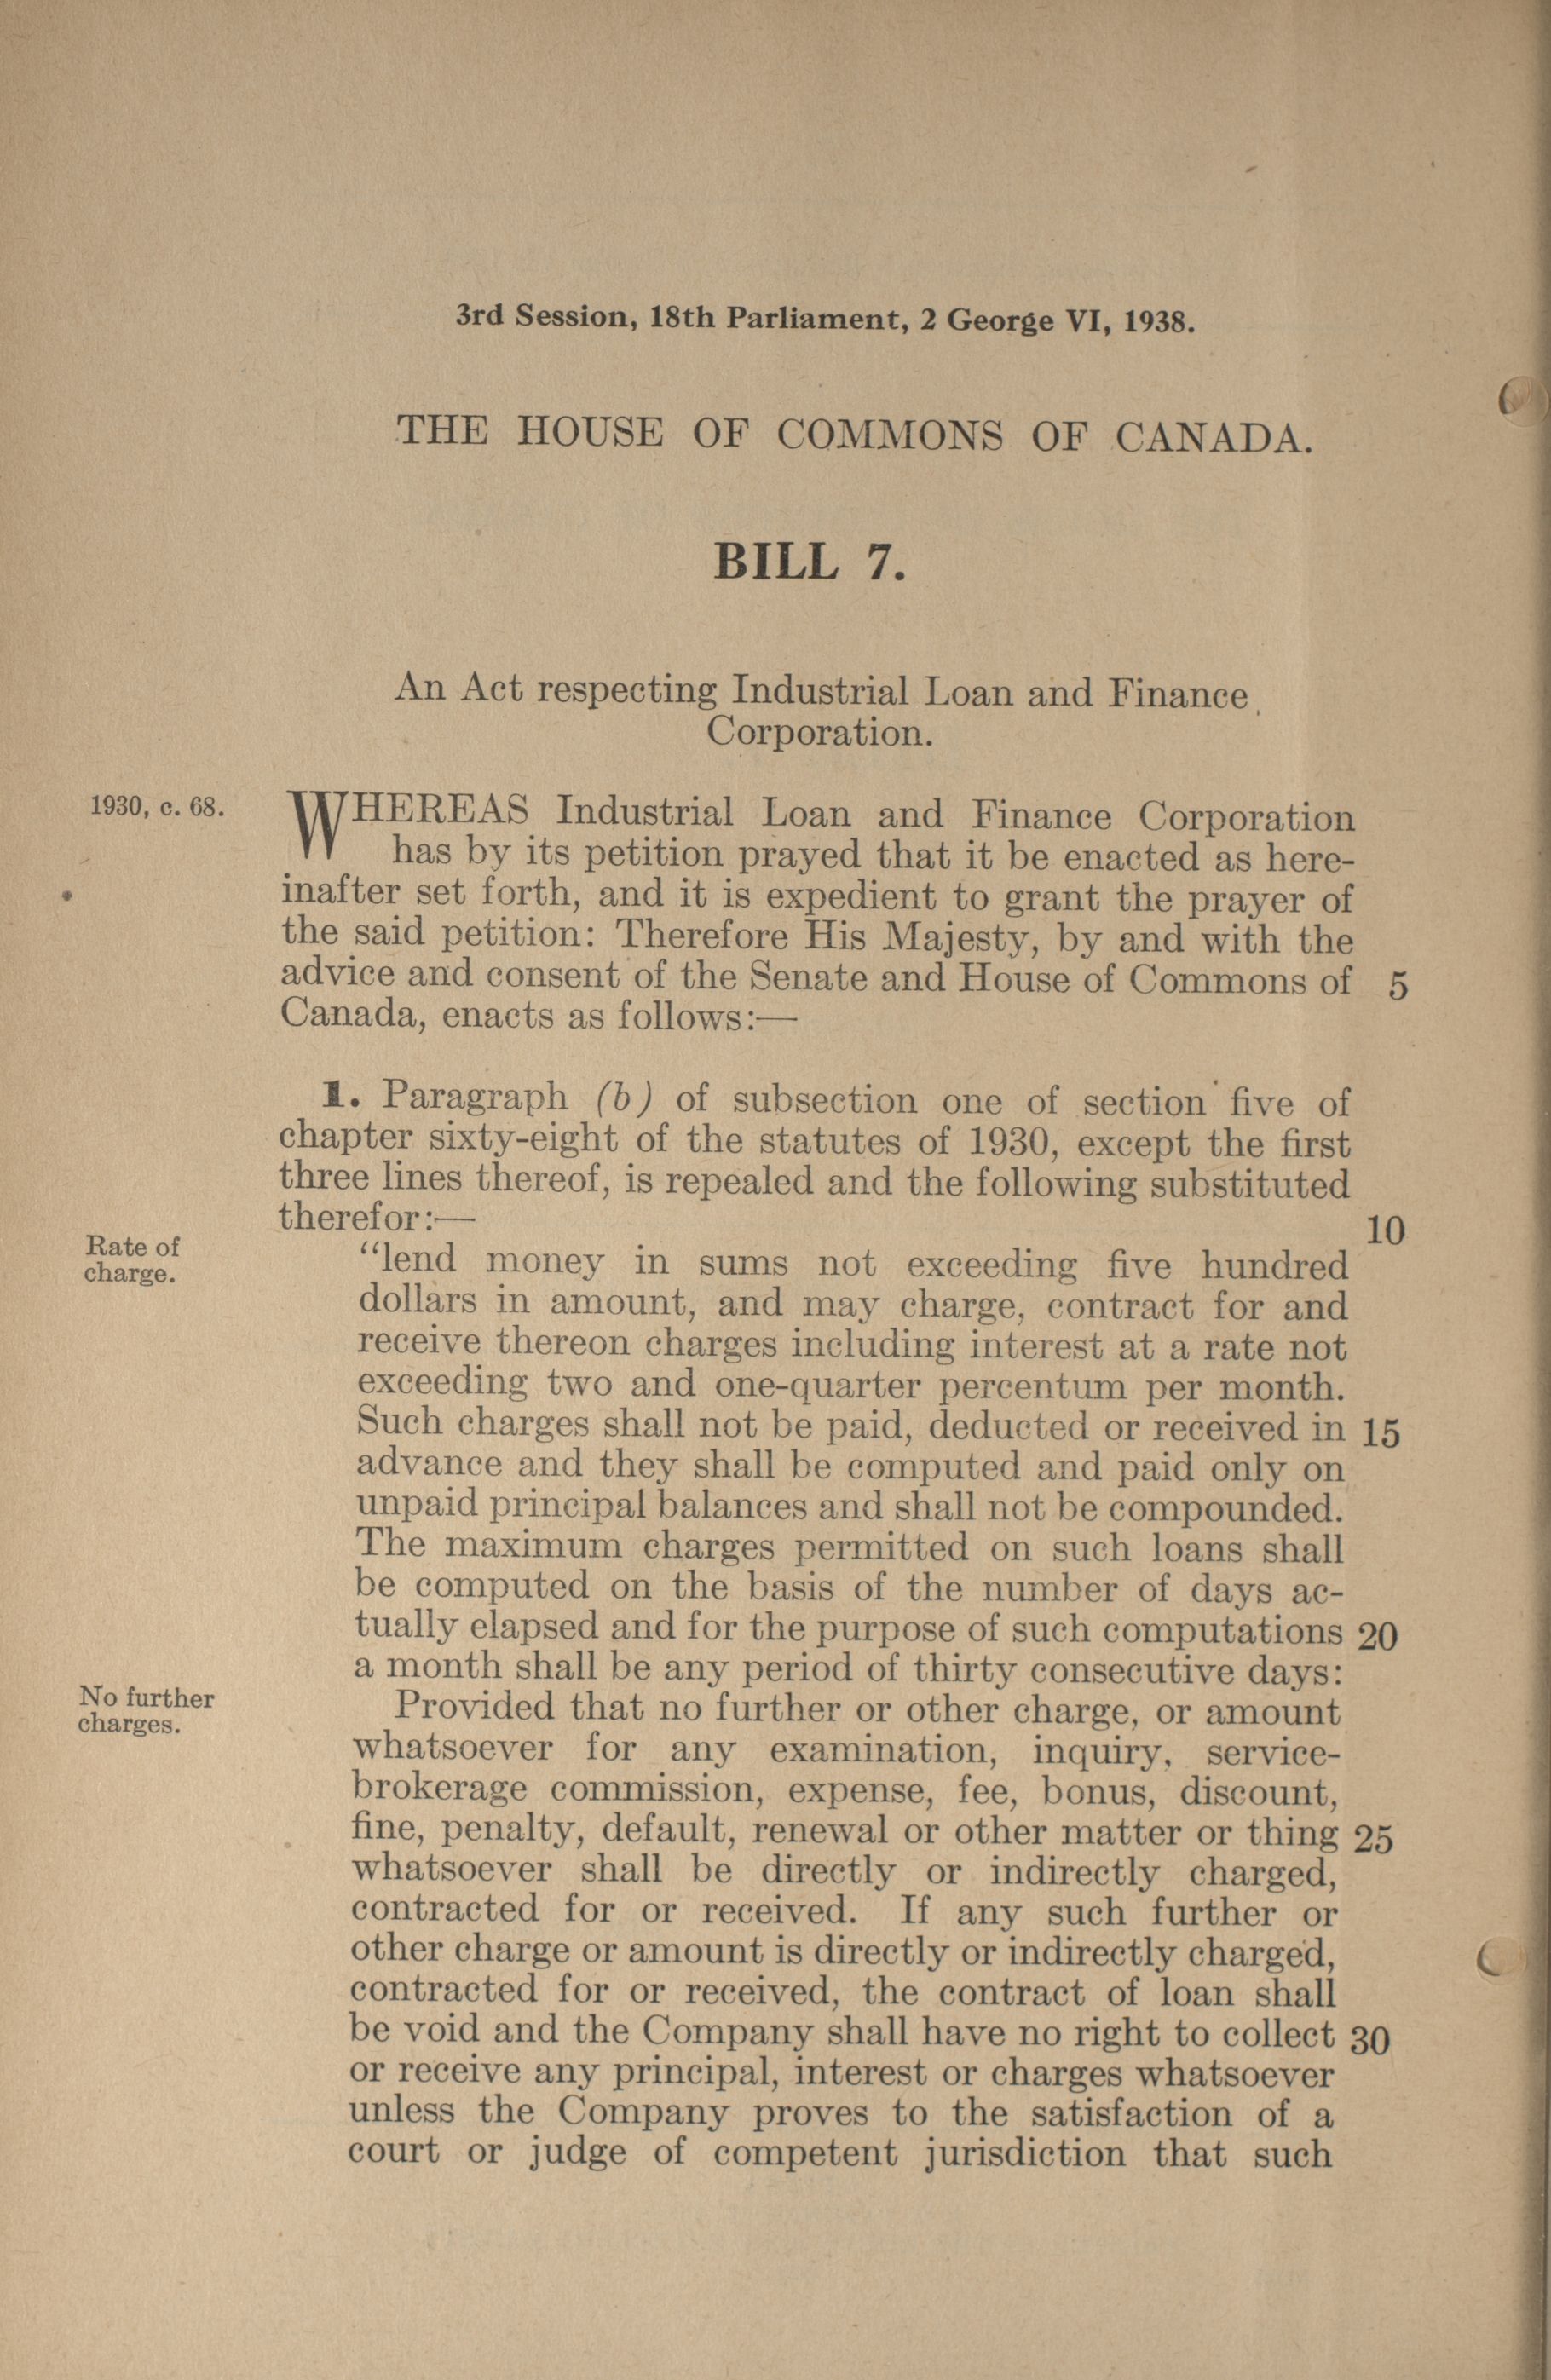 3rd Session, 18th Parliament, 2 George VI, 1938.
THE HOUSE OF COMMONS OF CANADA.
BILL 7.
An Act respecting Industrial Loan and Finance
Corporation.
1930, c. 68.
WHEREAS Industrial Loan and Finance Corporation
has by its petition prayed that it be enacted as here-
inafter set forth, and it is expedient to grant the prayer of
the said petition: Therefore His Majesty, by and with the
advice and consent of the Senate and House of Commons of 5
Canada, enacts as follows:—
1. Paragraph (b) of subsection one of section five of
chapter sixty-eight of the statutes of 1930, except the first
three lines thereof, is repealed and the following substituted
therefor:— 10
Rate of
charge.
“lend money in sums not exceeding five hundred
dollars in amount, and may charge, contract for and
receive thereon charges including interest at a rate not
exceeding two and one-quarter percentum per month.
Such charges shall not be paid, deducted or received in 15
advance and they shall be computed and paid only on
unpaid principal balances and shall not be compounded.
The maximum charges permitted on such loans shall
be computed on the basis of the number of days ac-
tually elapsed and for the purpose of such computations 20
a month shall be any period of thirty consecutive days:
No further
charges.
Provided that no further or other charge, or amount
whatsoever for any examination, inquiry, service-
brokerage commission, expense, fee, bonus, discount,
fine, penalty, default, renewal or other matter or thing 25
whatsoever shall be directly or indirectly charged,
contracted for or received. If any such further or
other charge or amount is directly or indirectly charged,
contracted for or received, the contract of loan shall
be void and the Company shall have no right to collect 30
or receive any principal, interest or charges whatsoever
unless the Company proves to the satisfaction of a
court or judge of competent jurisdiction that such